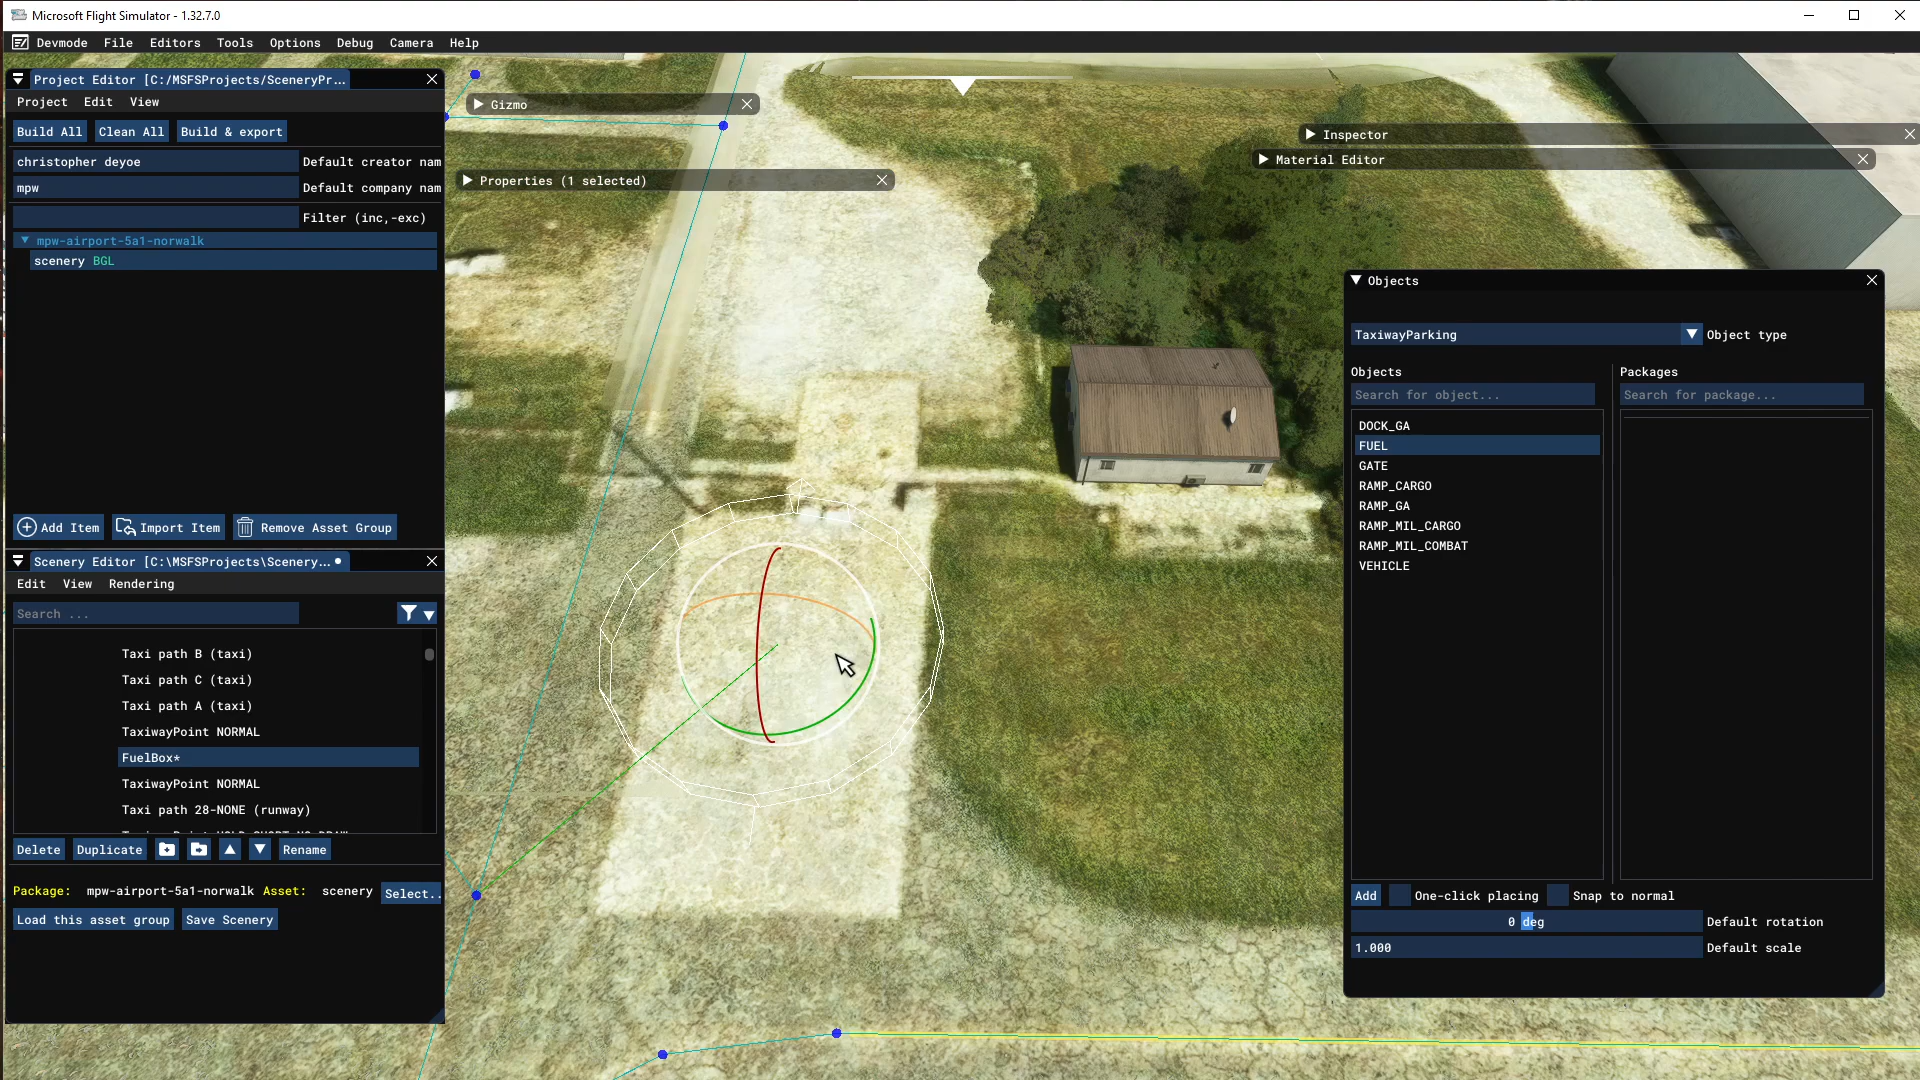 Microsoft Flight Simulator - 1.32.7.0
Devmode File Editors Tools Options Debug Camera Help
Project Editor [C:/MSFSProjects/SceneryPr...
Project Edit View
Build All Clean All Build & export
christopher deyoe Default creator nam
mpw Default company nam
Filter (inc,-exc)
mpw-airport-5a1-norwalk
scenery BGL
Add Item Import Item Remove Asset Group
Scenery Editor [C:\MSFSProjects\Scenery...
Edit View Rendering
Search ...
Taxi path B (taxi)
Taxi path C (taxi)
Taxi path A (taxi)
TaxiwayPoint NORMAL
FuelBox*
TaxiwayPoint NORMAL
Taxi path 28-NONE (runway)
Delete Duplicate Rename
Package: mpw-airport-5a1-norwalk Asset: scenery Select..
Load this asset group Save Scenery
Gizmo
Properties (1 selected)
Inspector
Material Editor
Objects
TaxiwayParking Object type
Objects Packages
Search for object... Search for package...
DOCK_GA
FUEL
GATE
RAMP_CARGO
RAMP_GA
RAMP_MIL_CARGO
RAMP_MIL_COMBAT
VEHICLE
Add One-click placing Snap to normal
0 deg Default rotation
1.000 Default scale